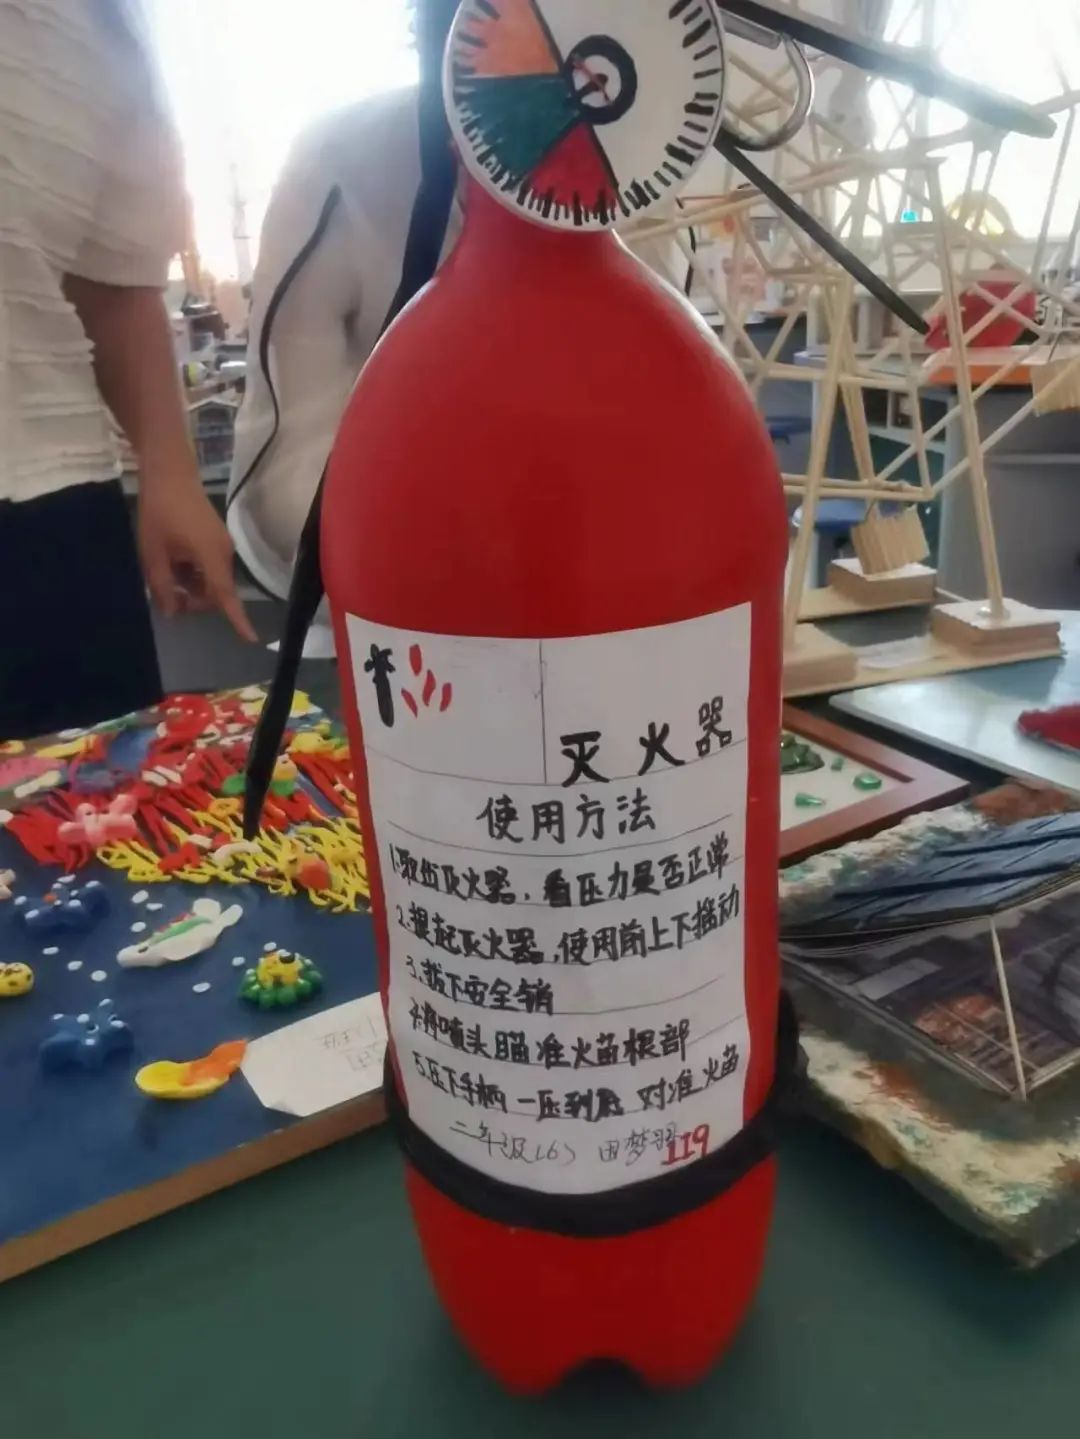 灭火器
使用方法
1.取出灭火器,看压力是否正常
2.提起灭火器,使用前上下摇动
3.拔下安全销
4.将喷头瞄准火苗根部
5.压下手柄一压到底 对准火苗
二年级(6) 田梦
119